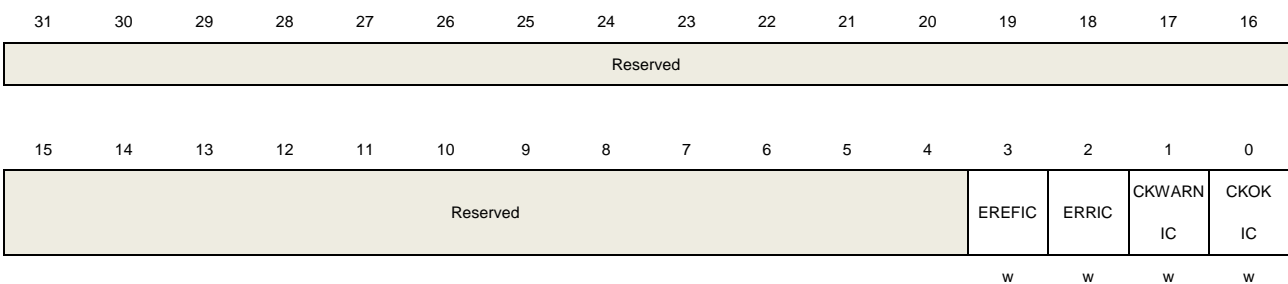 31 30 29 28 27 26 25 24 23 22 21 20 19 18 17 16
Reserved
15 14 13 12 11 10 9 8 7 6 5 4 3 2 1 0
Reserved EREFIC ERRIC CKWARN IC CKOK IC
w w w w